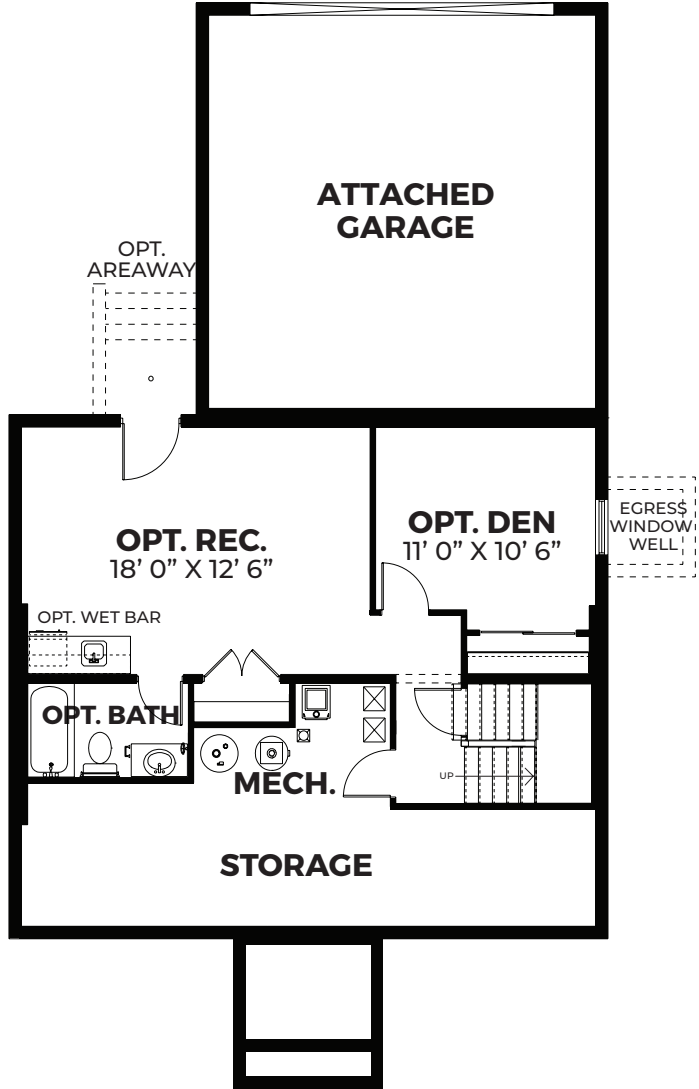 ATTACHED
GARAGE
OPT.
AREAWAY
EGRESS
WINDOW
WELL
OPT. DEN
11’ 0” X 10’ 6”
OPT. REC.
18’ 0” X 12’ 6”
OPT. WET BAR
OPT. BATH
UP
MECH.
STORAGE